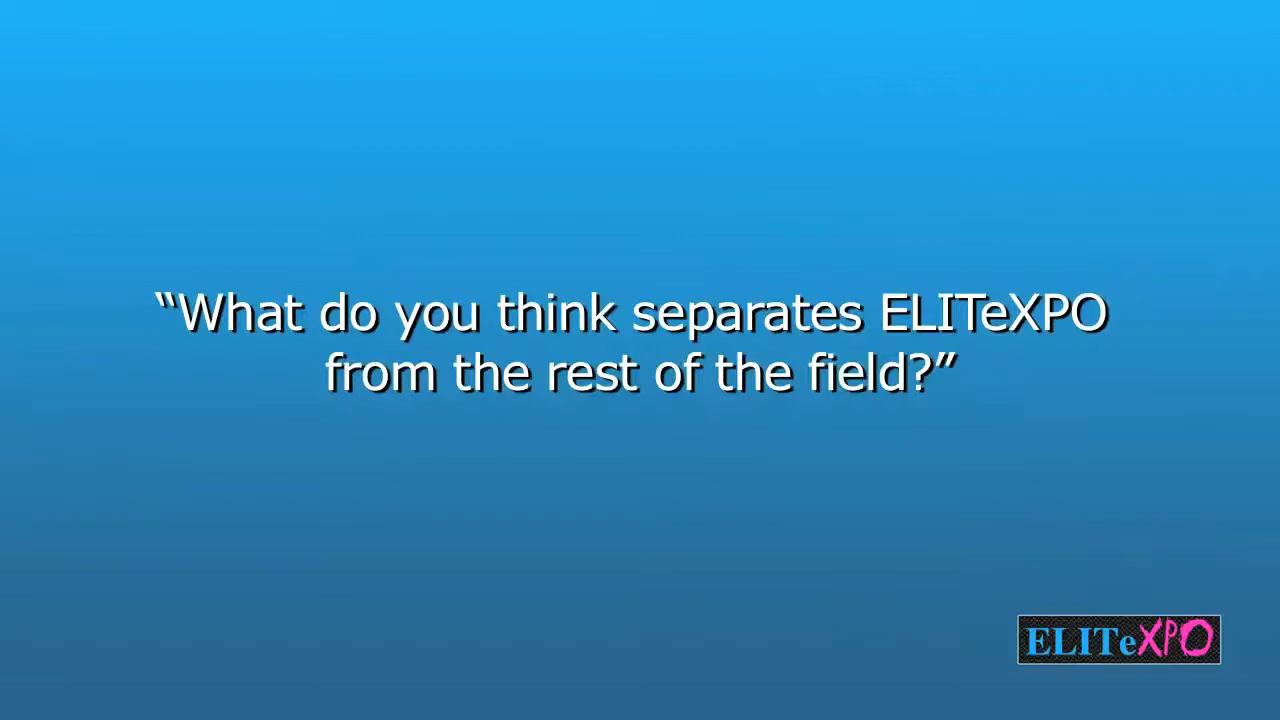 “What do you think separates ELITeXPO
from the rest of the field?”
ELITeXPO